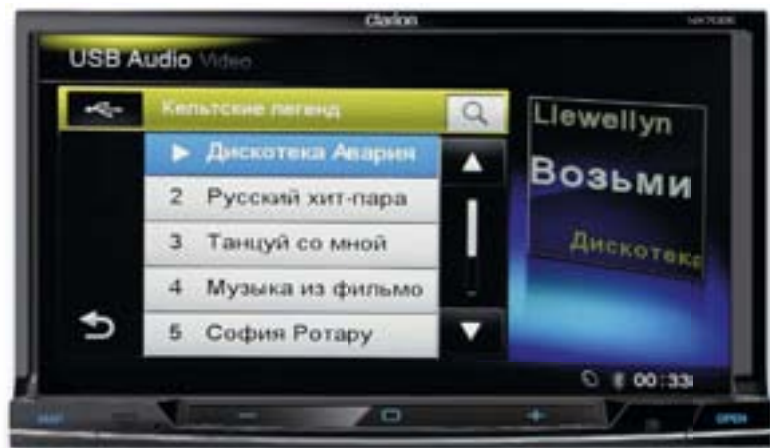 clarion
USB Audio Video
Кельтские легенд
Дискотека Авария
2 Русский хит-пара
3 Танцуй со мной
4 Музыка из фильмо
5 София Ротару
Llewellyn
Возьми
Дискотека
00:33
OPEN